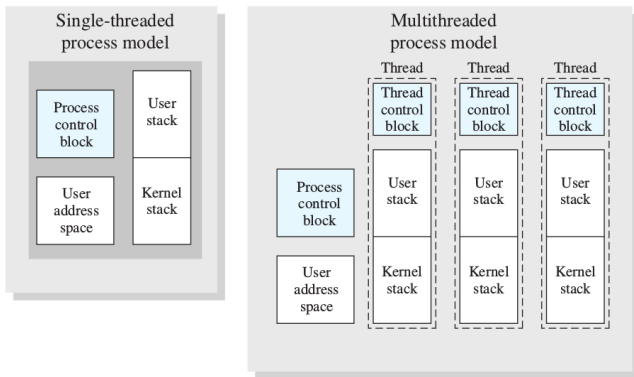 Single-threaded
process model
Process
control
block
User
stack
User
address
space
Kernel
stack
Multithreaded
process model
Thread
Thread
Thread
Thread
control
block
Thread
control
block
Thread
control
block
Process
control
block
User
stack
User
stack
User
stack
User
address
space
Kernel
stack
Kernel
stack
Kernel
stack